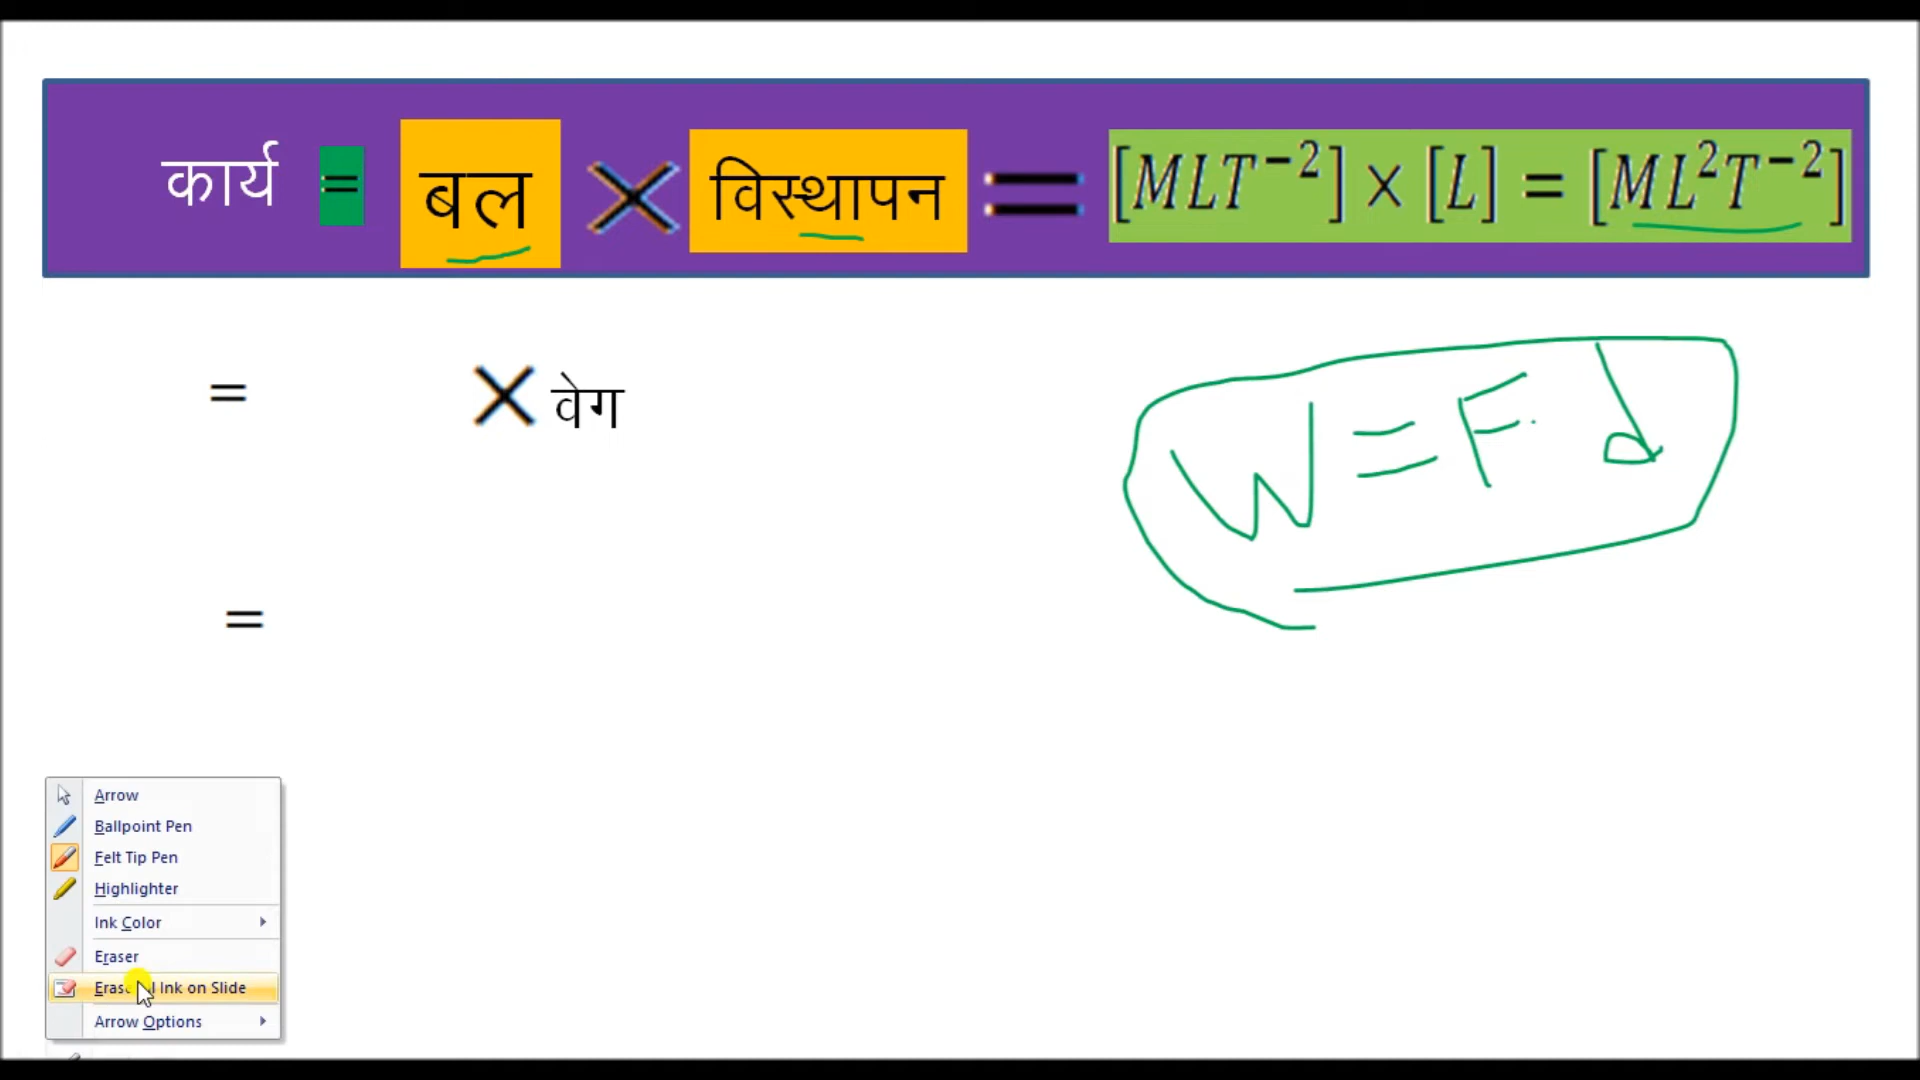 कार्य = बल × विस्थापन = [MLT⁻²] × [L] = [ML²T⁻²]
= × वेग
W = F. d
=
Arrow
Ballpoint Pen
Felt Tip Pen
Highlighter
Ink Color
Eraser
Eras l Ink on Slide
Arrow Options